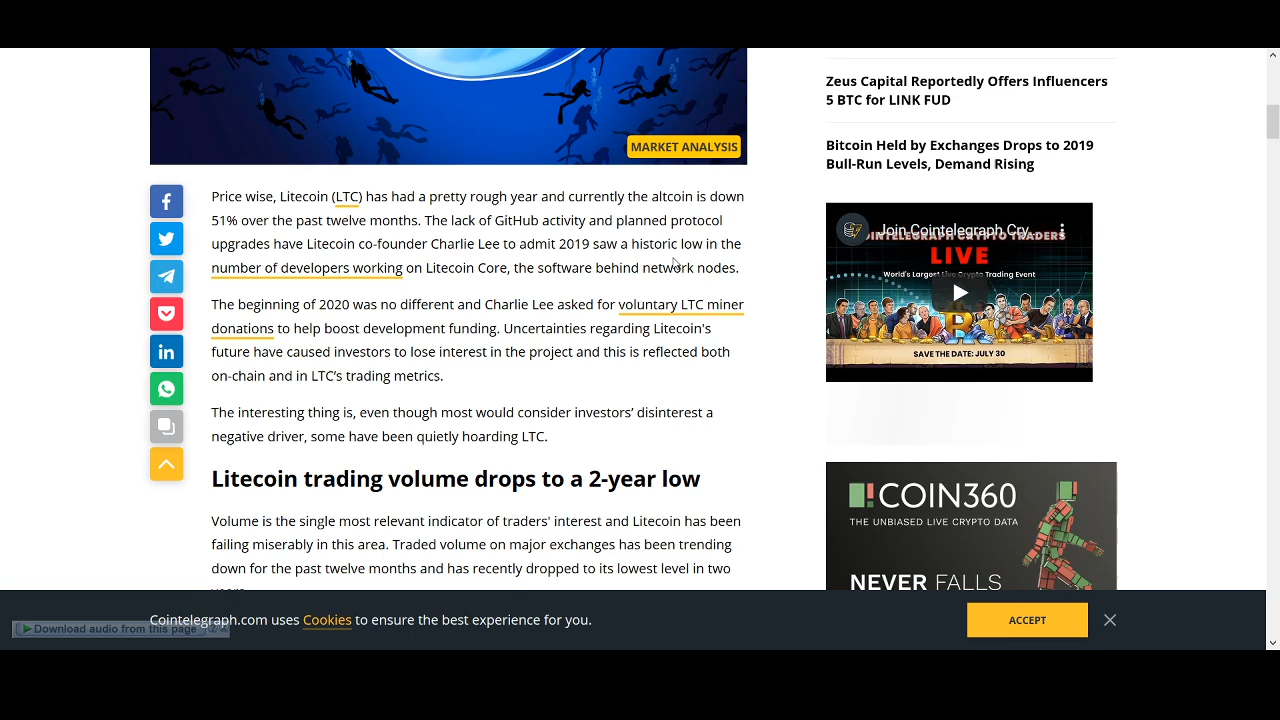 MARKET ANALYSIS
Price wise, Litecoin (LTC) has had a pretty rough year and currently the altcoin is down
51% over the past twelve months. The lack of GitHub activity and planned protocol
upgrades have Litecoin co-founder Charlie Lee to admit 2019 saw a historic low in the
number of developers working on Litecoin Core, the software behind network nodes.
The beginning of 2020 was no different and Charlie Lee asked for voluntary LTC miner
donations to help boost development funding. Uncertainties regarding Litecoin's
future have caused investors to lose interest in the project and this is reflected both
on-chain and in LTC's trading metrics.
The interesting thing is, even though most would consider investors' disinterest a
negative driver, some have been quietly hoarding LTC.
Litecoin trading volume drops to a 2-year low
Volume is the single most relevant indicator of traders' interest and Litecoin has been
failing miserably in this area. Traded volume on major exchanges has been trending
down for the past twelve months and has recently dropped to its lowest level in two
Zeus Capital Reportedly Offers Influencers
5 BTC for LINK FUD
Bitcoin Held by Exchanges Drops to 2019
Bull-Run Levels, Demand Rising
Join Cointelegraph Cry...
COINTELEGRAPH CRYPTO TRADERS
LIVE
World's Largest Live Crypto Trading Event
SAVE THE DATE: JULY 30
COIN360
THE UNBIASED LIVE CRYPTO DATA
NEVER FALLS
Cointelegraph.com uses Cookies to ensure the best experience for you.
ACCEPT
Download audio from this page